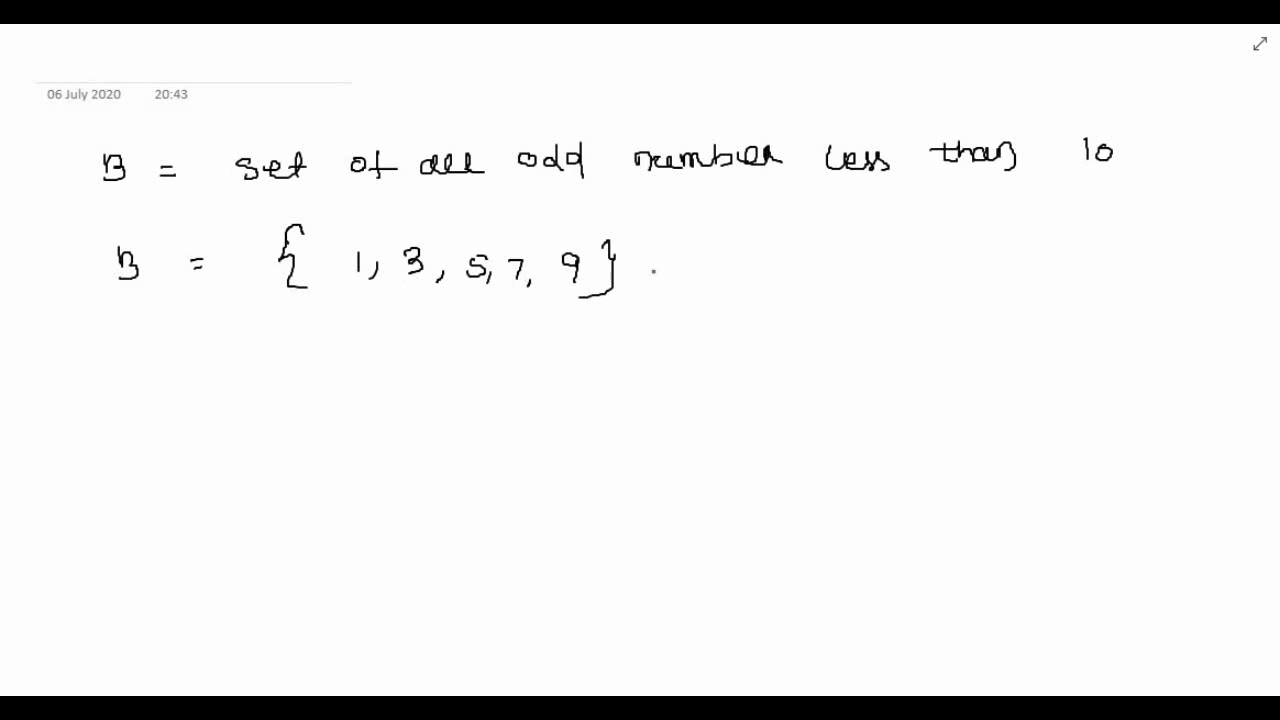 06 July 2020 20:43
B = set of all odd number less than 10
B = { 1, 3, 5, 7, 9} .